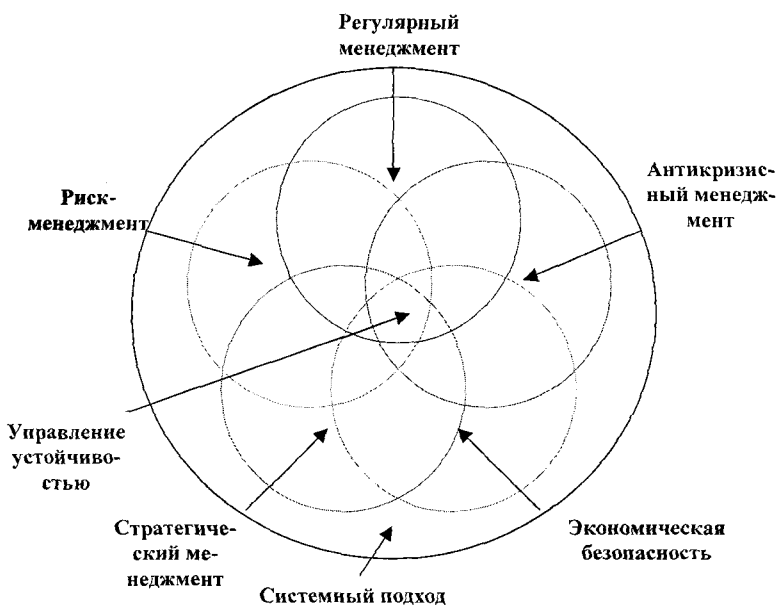 Регулярный
менеджмент
Антикризис-
ный менедж-
мент
Риск-
менеджмент
Управление
устойчиво-
стью
Стратегиче-
ский ме-
неджмент
Системный подход
Экономическая
безопасность